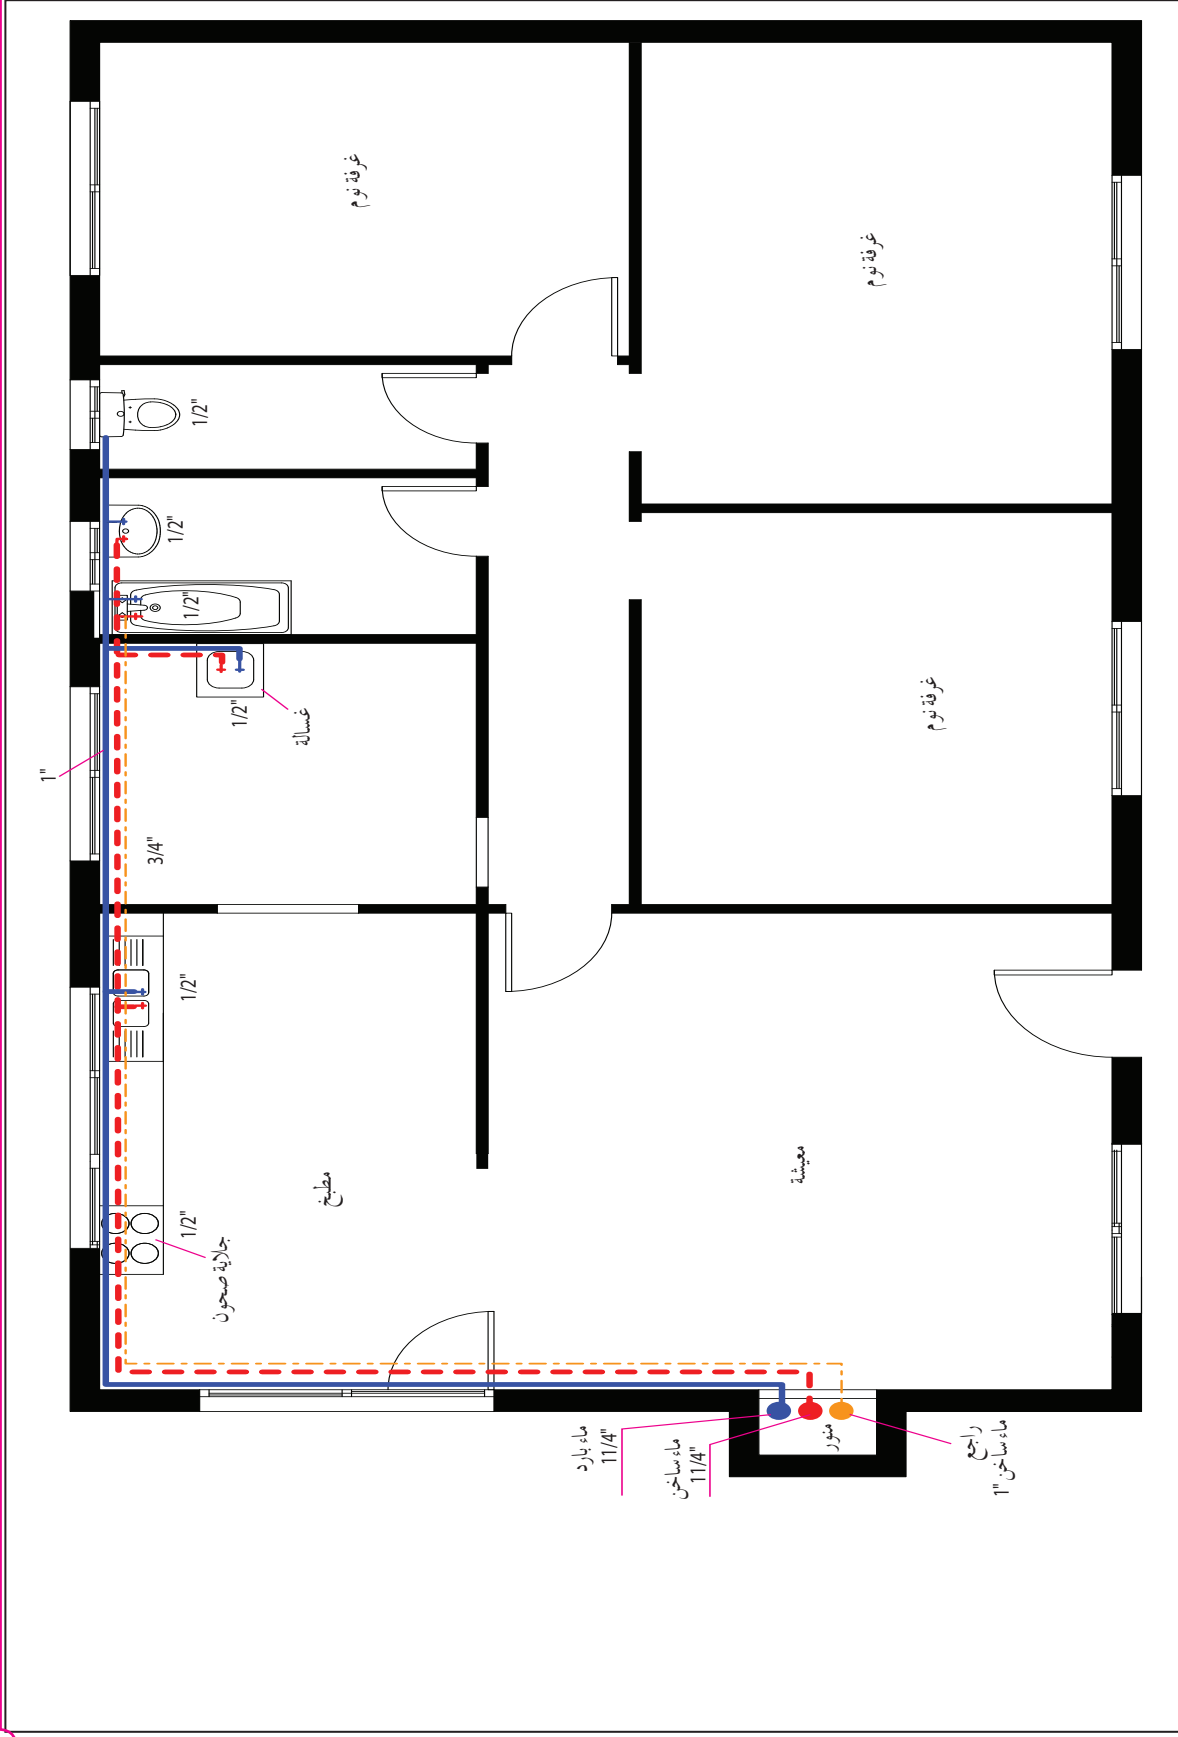 غرفة نوم
غرفة نوم
1/2"
1/2"
1/2"
1/2"
غسالة
غرفة نوم
1"
3/4"
1/2"
مطبخ
معيشة
1/2"
جلاية صحون
ماء بارد
11/4"
ماء ساخن
11/4"
منور
راجع
ماء ساخن 1"